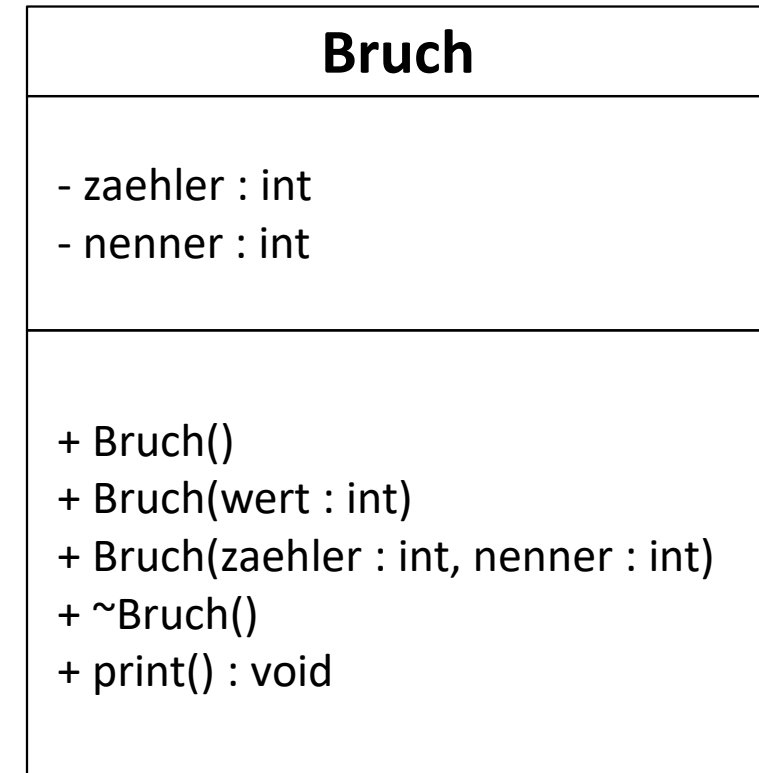 Bruch
- zaehler : int
- nenner : int
+ Bruch()
+ Bruch(wert : int)
+ Bruch(zaehler : int, nenner : int)
+ ~Bruch()
+ print() : void